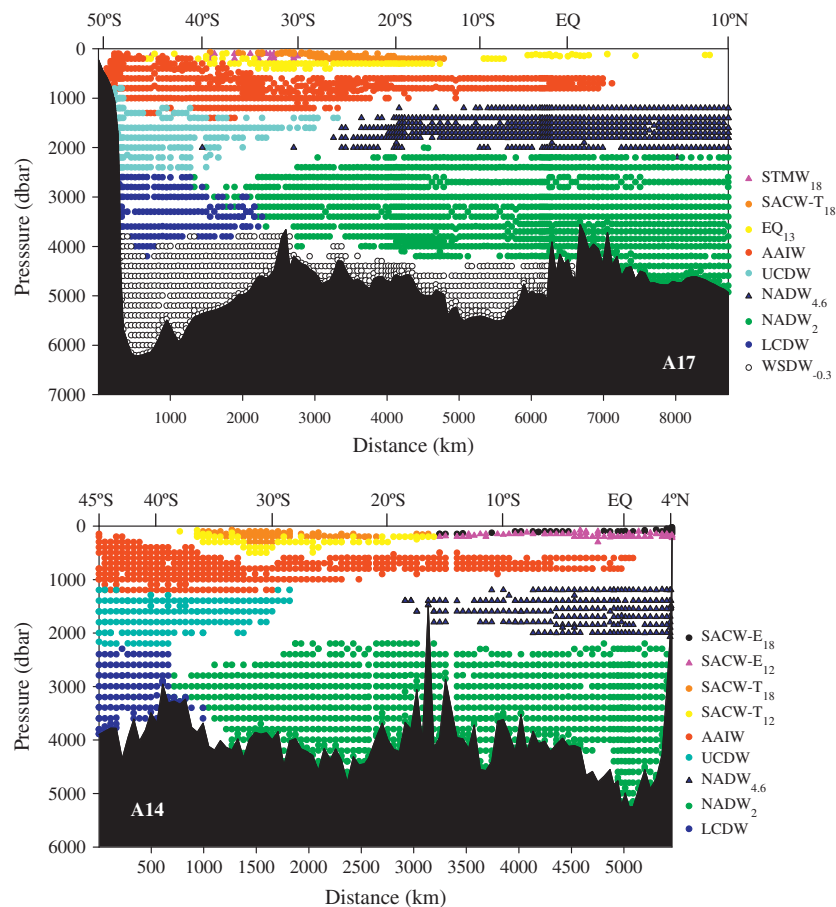 50ºS 40ºS 30ºS 20ºS 10ºS EQ 10ºN
0
1000
2000
3000
4000
5000
6000
7000
Presssure (dbar)
A17
1000 2000 3000 4000 5000 6000 7000 8000
Distance (km)
STMW18
SACW-T18
EQ13
AAIW
UCDW
NADW4.6
NADW2
LCDW
WSDW-0.3
45ºS 40ºS 30ºS 20ºS 10ºS EQ 4ºN
0
1000
2000
3000
4000
5000
6000
Pressure (dbar)
A14
500 1000 1500 2000 2500 3000 3500 4000 4500 5000
Distance (km)
SACW-E18
SACW-E12
SACW-T18
SACW-T12
AAIW
UCDW
NADW4.6
NADW2
LCDW